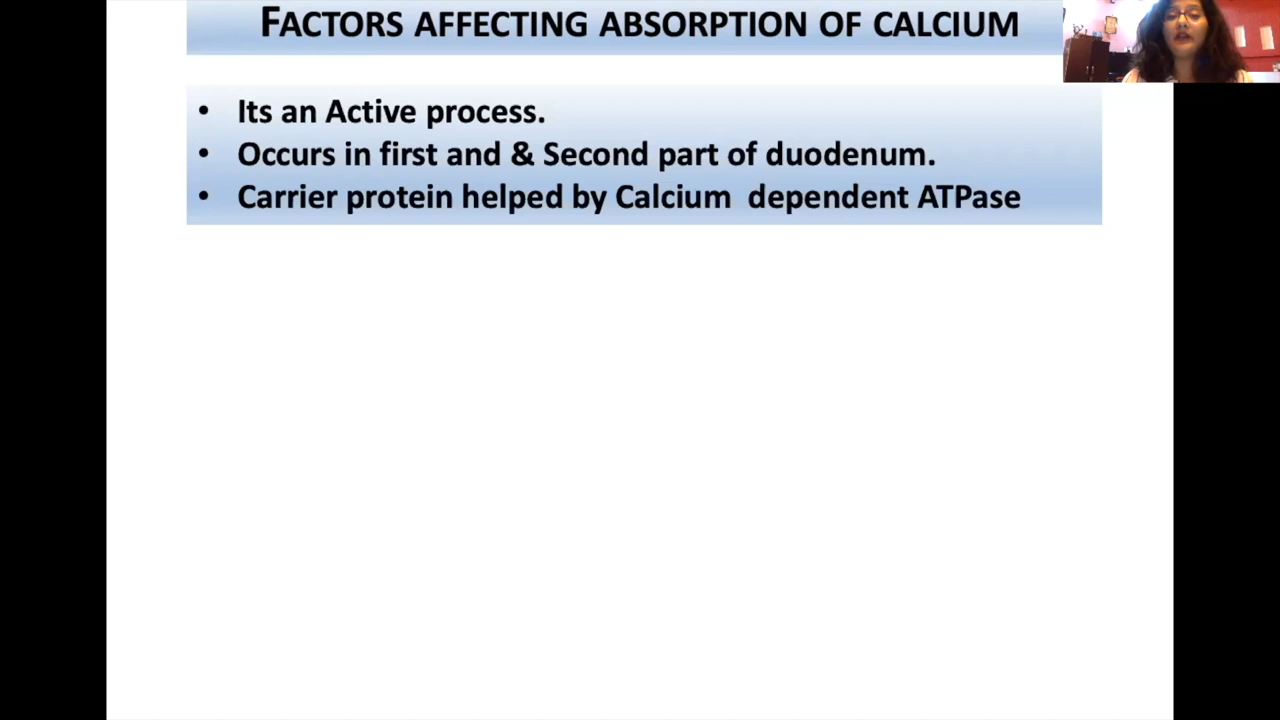 FACTORS AFFECTING ABSORPTION OF CALCIUM
• Its an Active process.
• Occurs in first and & Second part of duodenum.
• Carrier protein helped by Calcium dependent ATPase